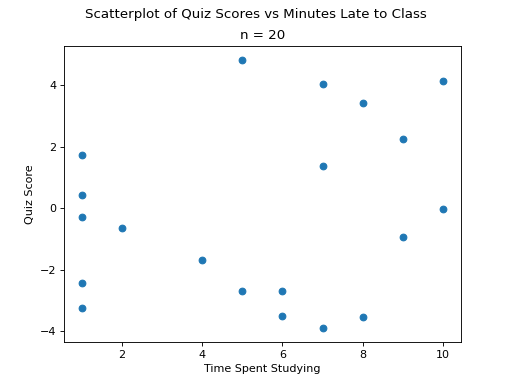 Scatterplot of Quiz Scores vs Minutes Late to Class
n = 20
4
2
0
−2
−4
Quiz Score
2 4 6 8 10
Time Spent Studying